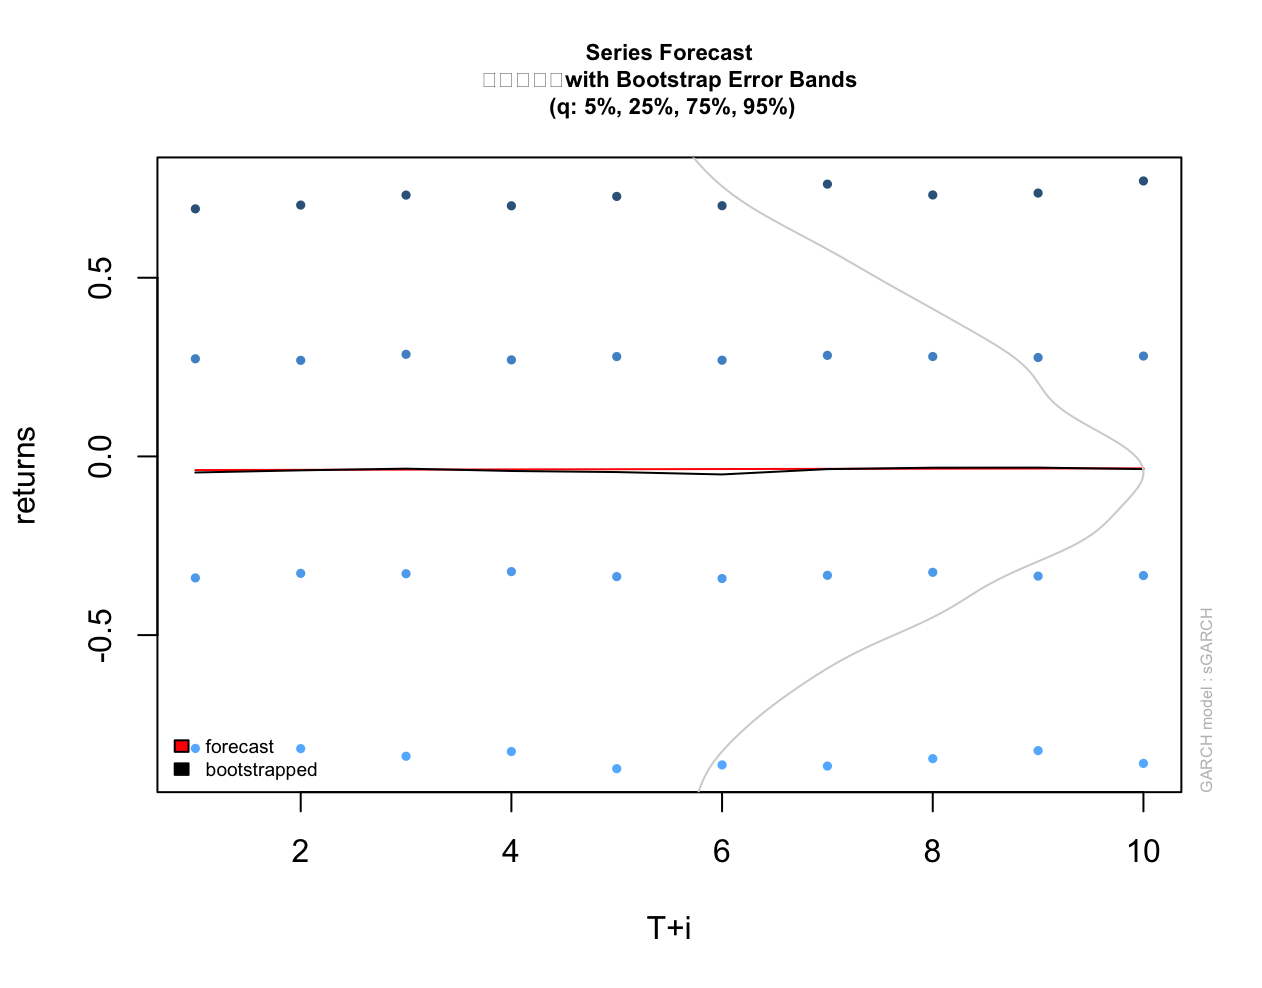 Series Forecast
with Bootstrap Error Bands
(q: 5%, 25%, 75%, 95%)
returns
0.5
0.0
-0.5
forecast
bootstrapped
2 4 6 8 10
T+i
GARCH model : sGARCH